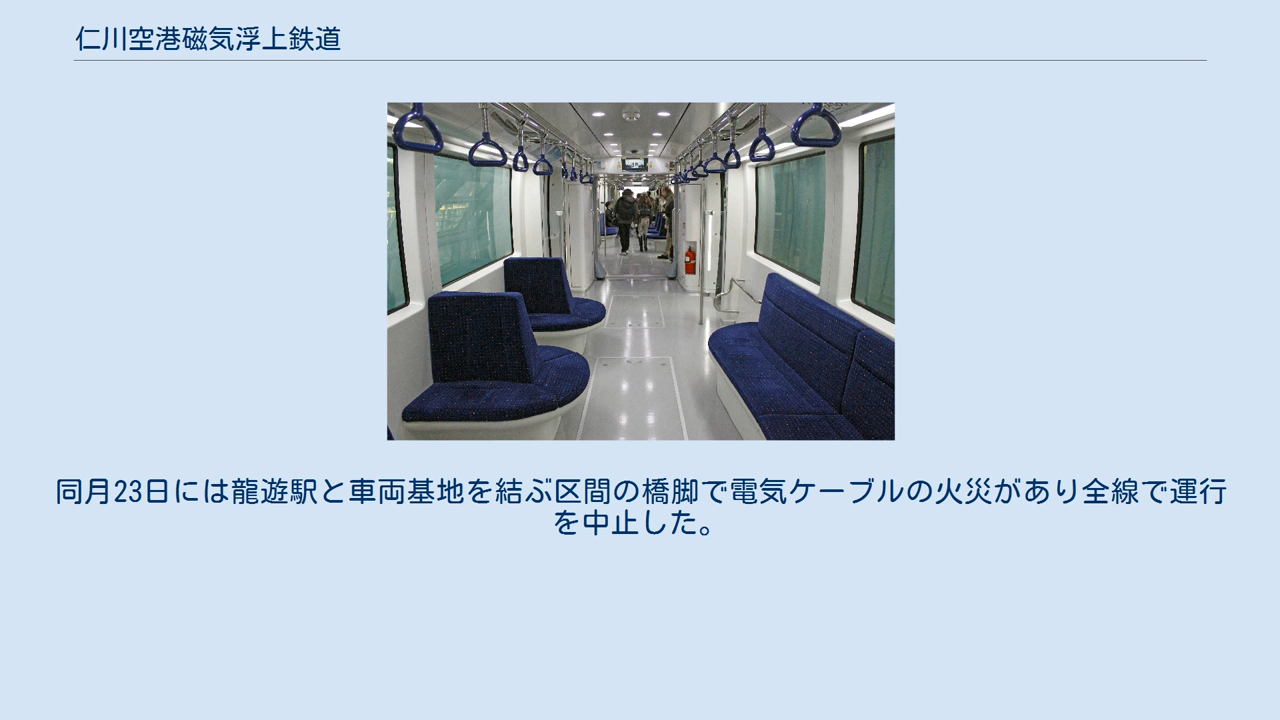 仁川空港磁気浮上鉄道
同月23日には龍遊駅と車両基地を結ぶ区間の橋脚で電気ケーブルの火災があり全線で運行
を中止した。